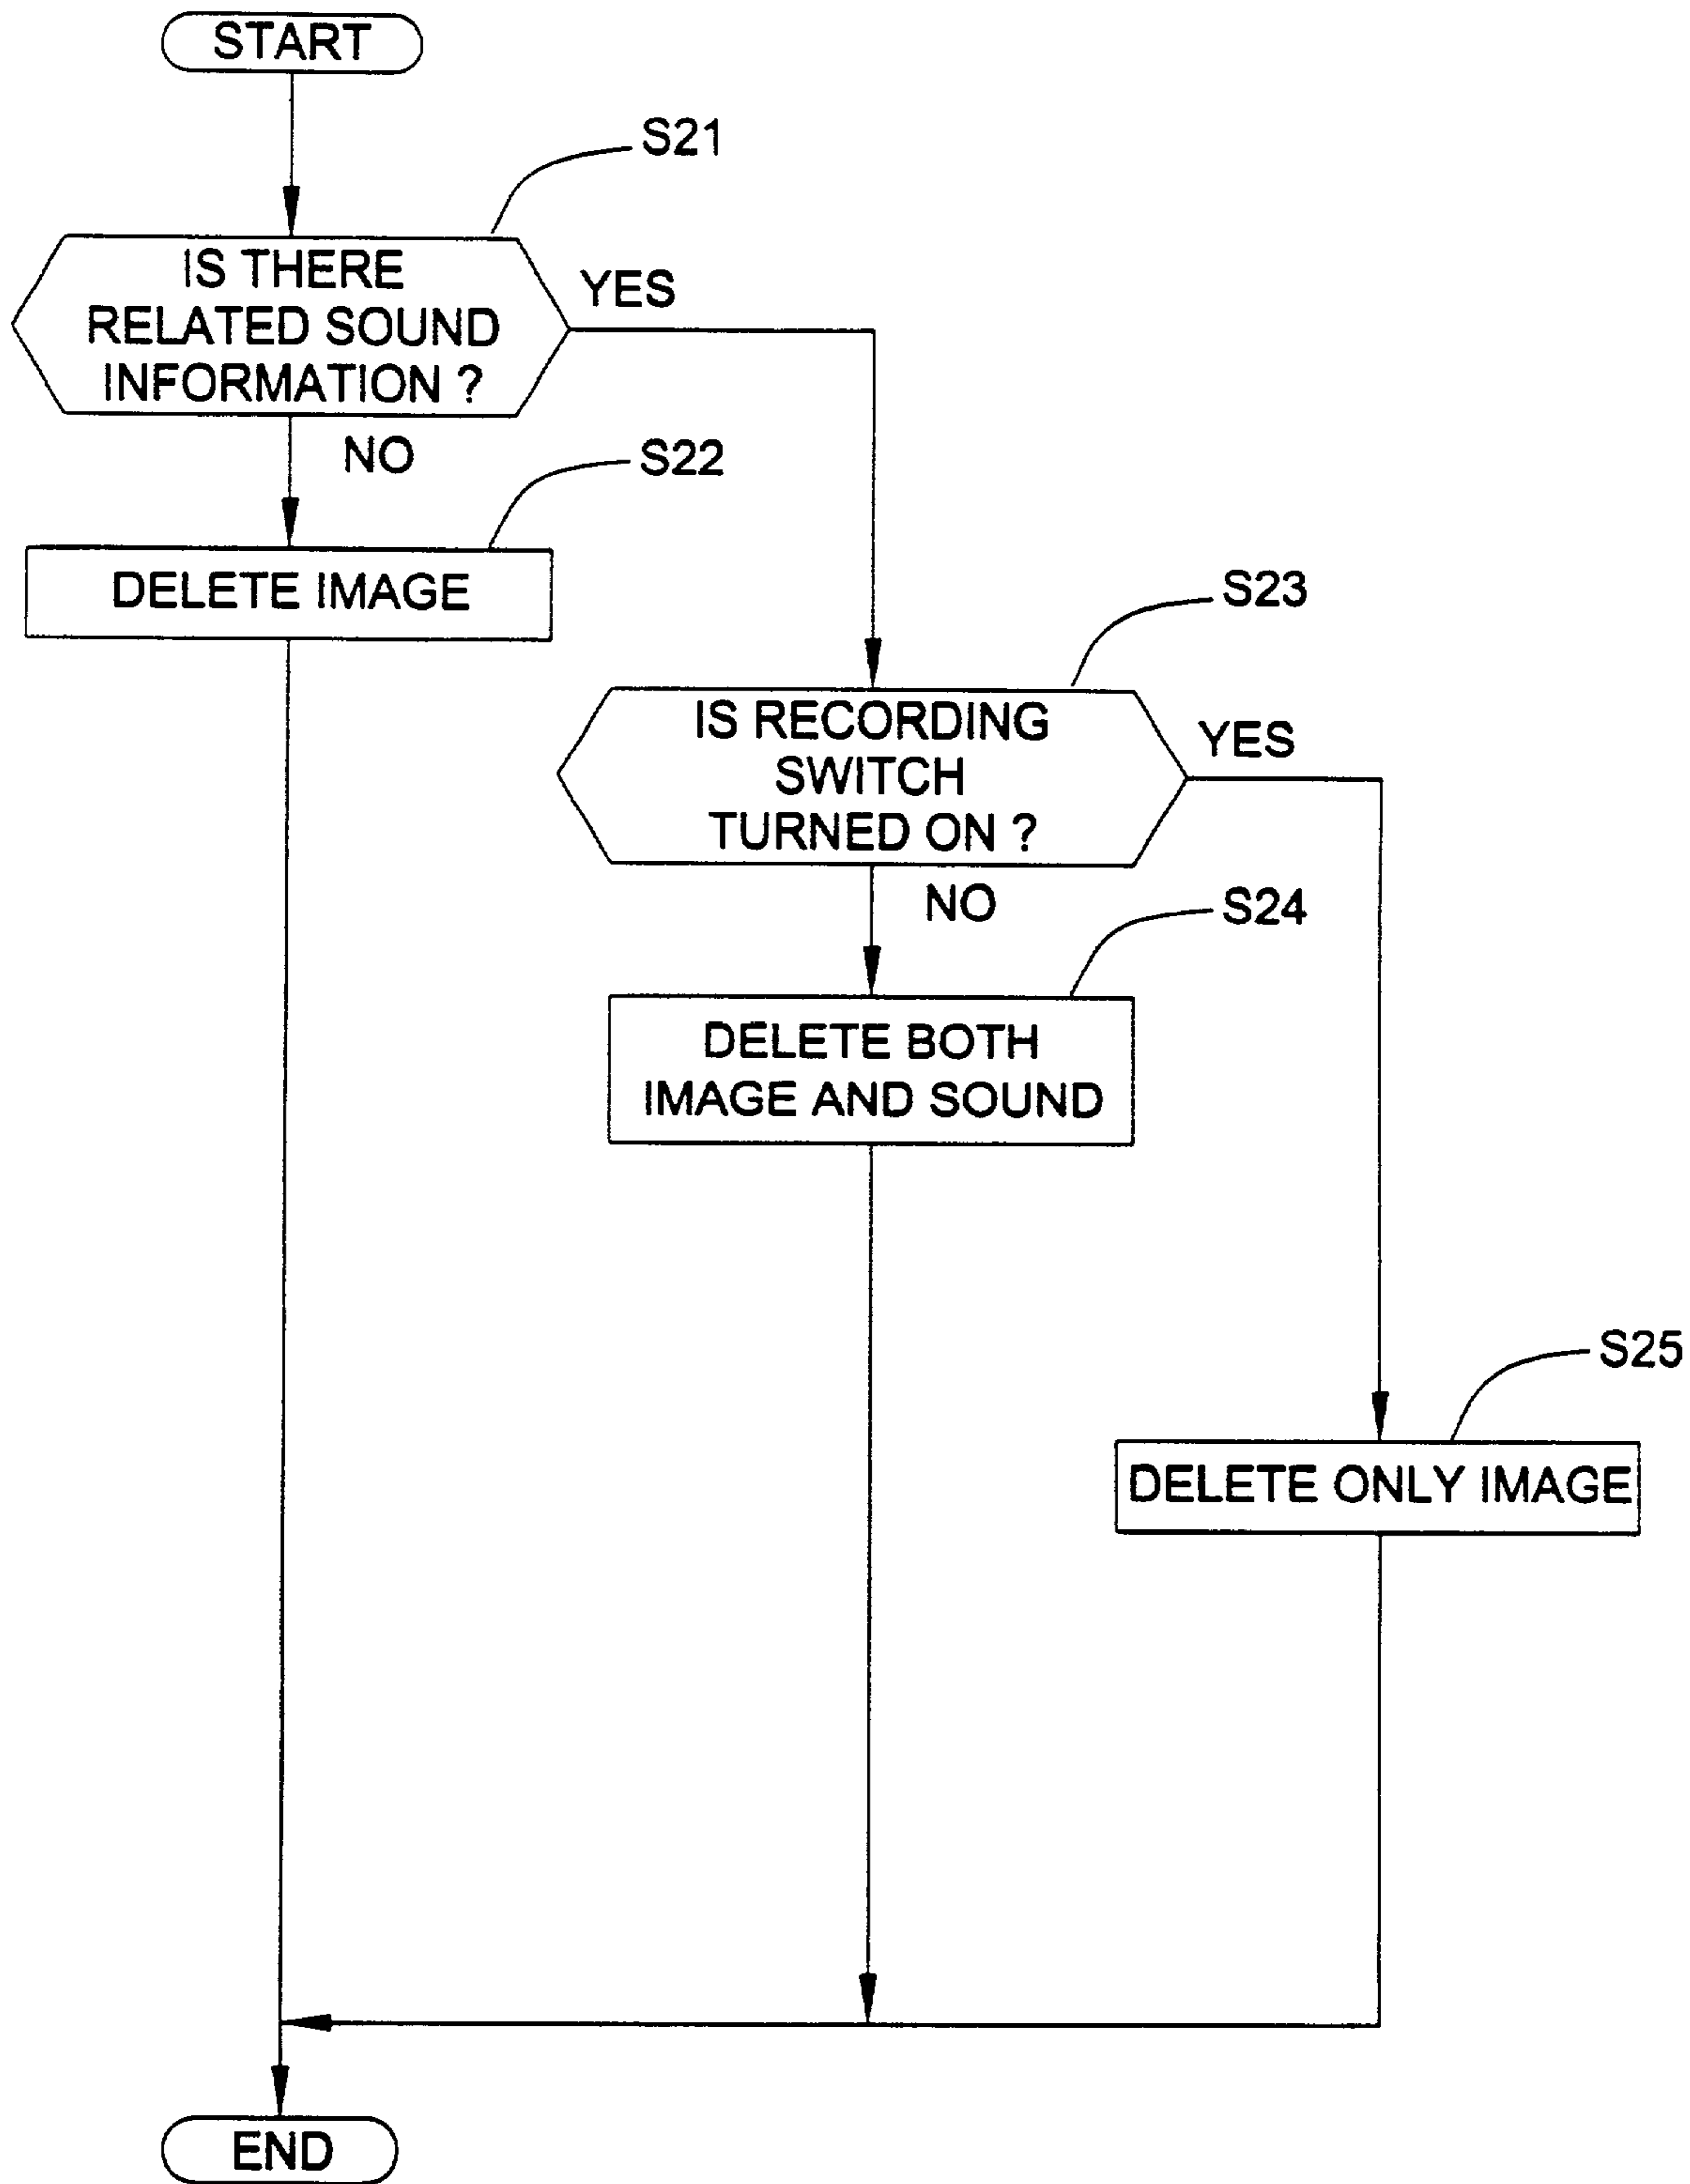 START
S21
IS THERE
RELATED SOUND
INFORMATION ?
YES
NO
S22
DELETE IMAGE
S23
IS RECORDING
SWITCH
TURNED ON ?
YES
NO
S24
DELETE BOTH
IMAGE AND SOUND
S25
DELETE ONLY IMAGE
END